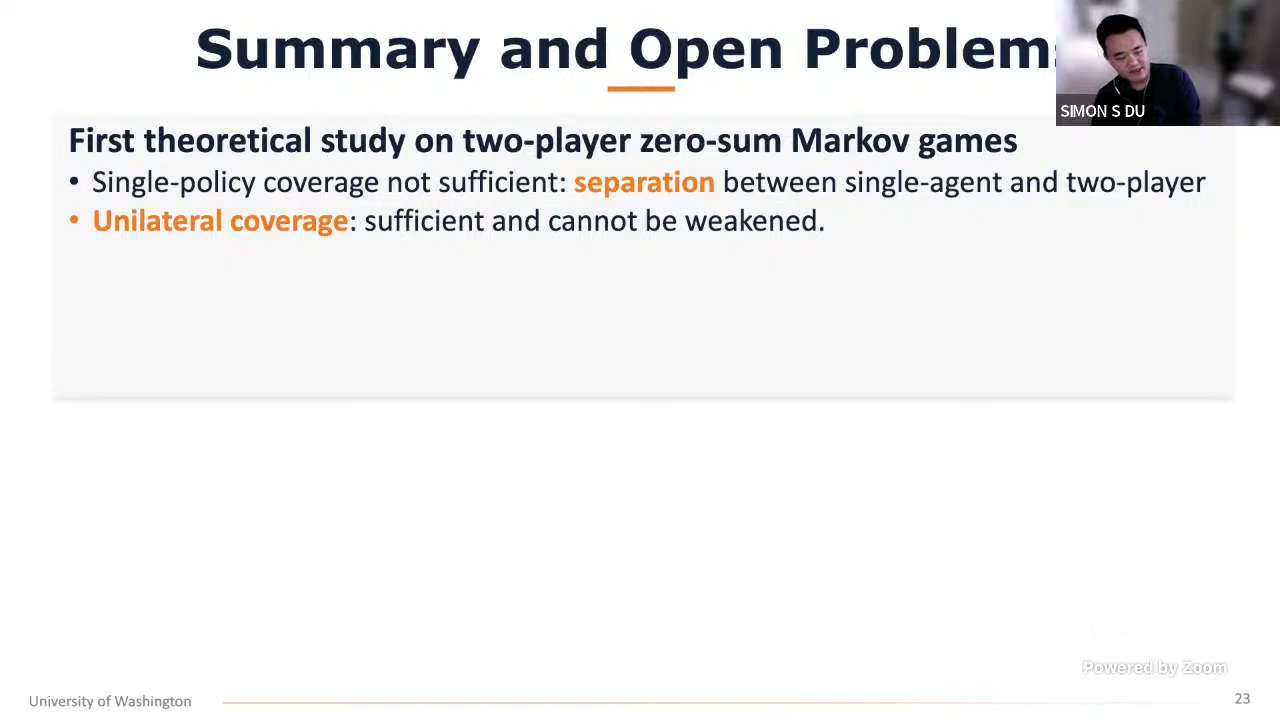 Summary and Open Problems
SIMON S DU
First theoretical study on two-player zero-sum Markov games
• Single-policy coverage not sufficient: separation between single-agent and two-player
• Unilateral coverage: sufficient and cannot be weakened.
Powered by Zoom
University of Washington
23